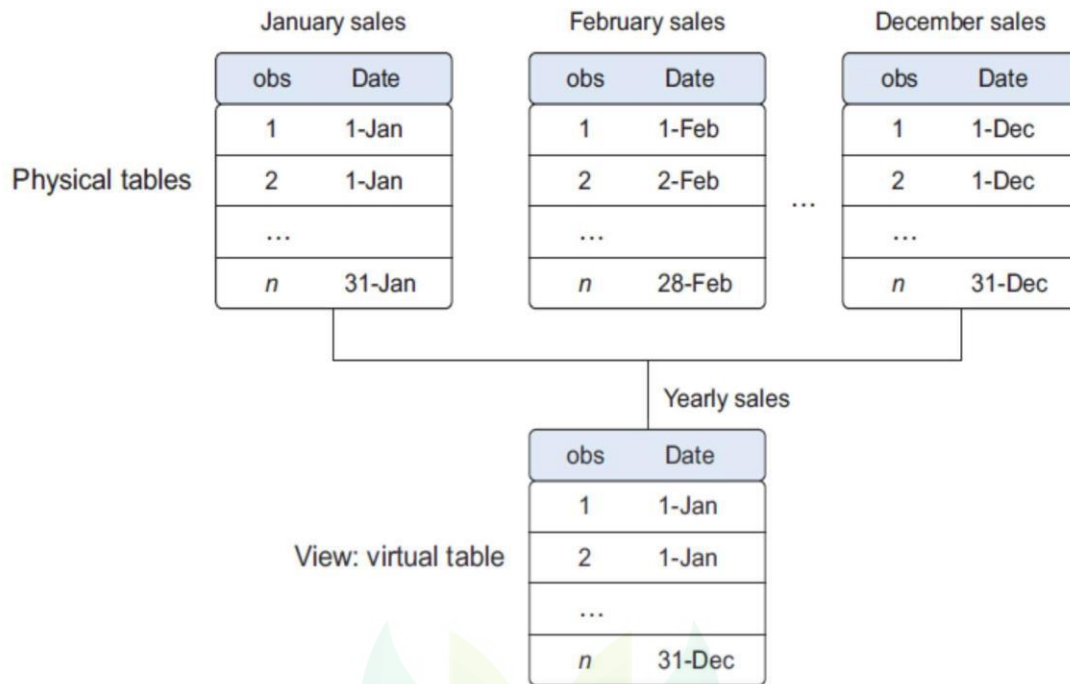 January sales
obs Date
1 1-Jan
2 1-Jan
...
n 31-Jan
February sales
obs Date
1 1-Feb
2 2-Feb
...
n 28-Feb
...
December sales
obs Date
1 1-Dec
2 1-Dec
...
n 31-Dec
Physical tables
Yearly sales
obs Date
1 1-Jan
2 1-Jan
...
n 31-Dec
View: virtual table